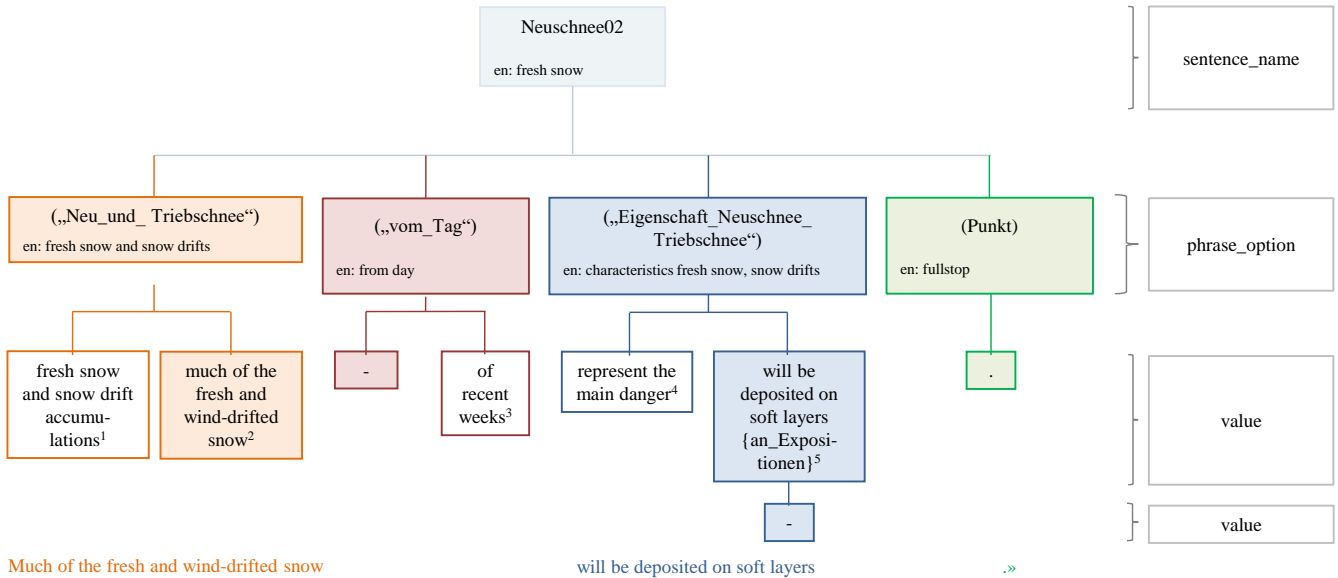 Neuschnee02
en: fresh snow
sentence_name
(„Neu_und_ Triebschnee“)
en: fresh snow and snow drifts
(„vom_Tag“)
en: from day
(„Eigenschaft_Neuschnee_
Triebschnee“)
en: characteristics fresh snow, snow drifts
(Punkt)
en: fullstop
phrase_option
fresh snow
and snow drift
accumu-
lations1
much of the
fresh and
wind-drifted
snow2
-
of
recent
weeks3
represent the
main danger4
will be
deposited on
soft layers
{an_Exposi-
tionen}5
.
value
-
value
Much of the fresh and wind-drifted snow
will be deposited on soft layers
.»